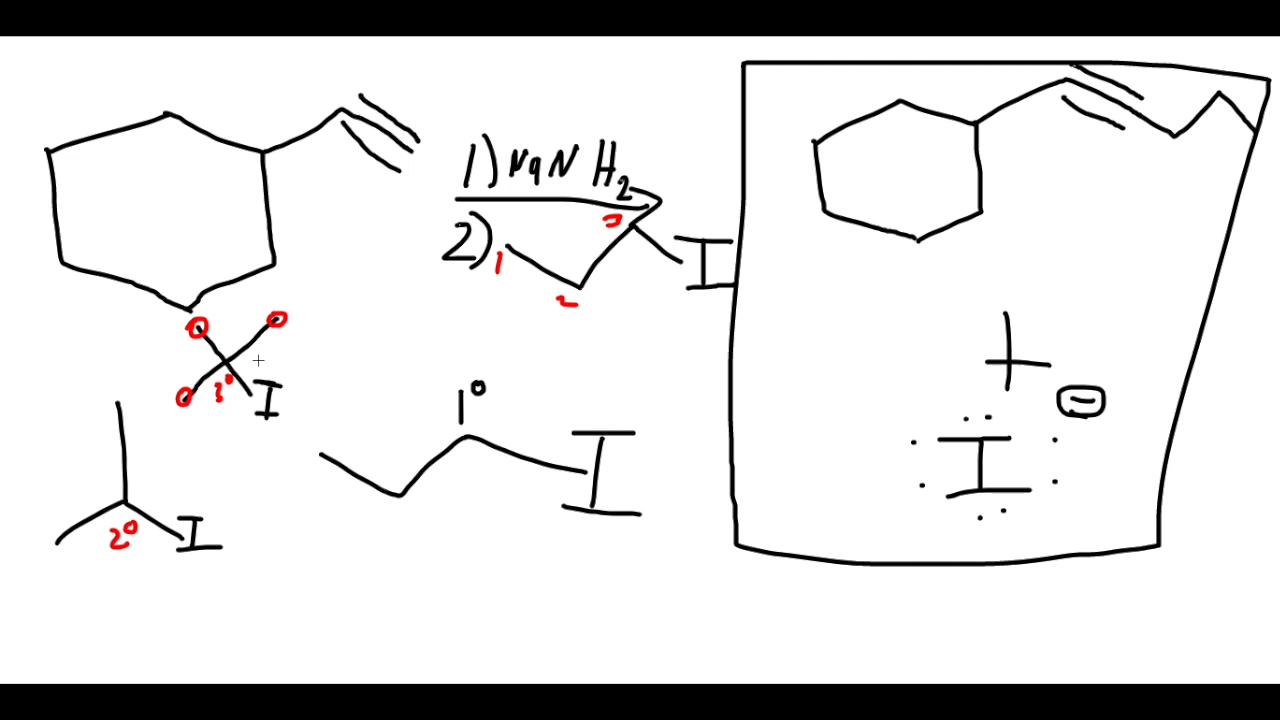 1) NaNH2
2) 1 2 3 I
3° I
2° I
1° I
+
I ⊖